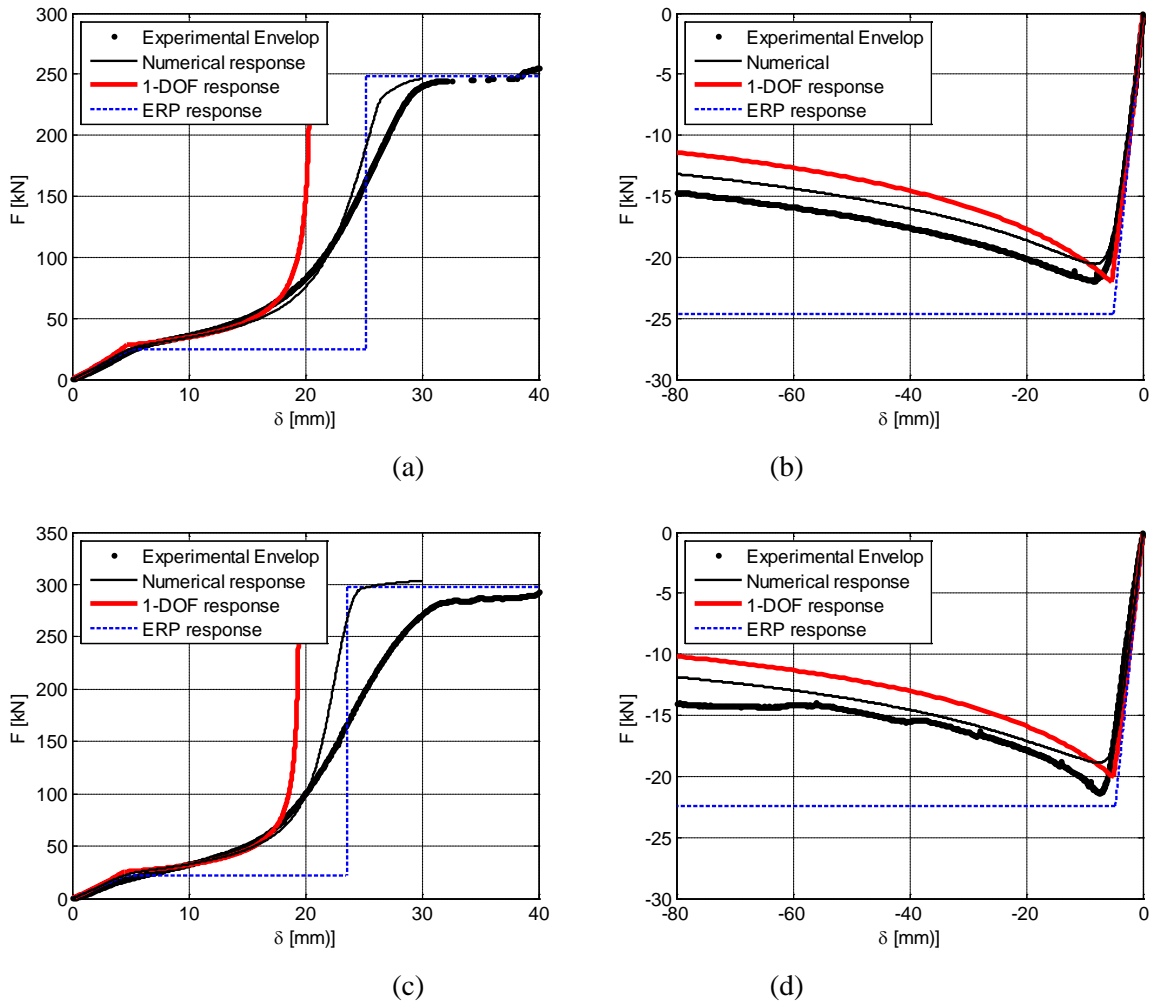 300
250
200
150
100
50
0
F [kN]
Experimental Envelop
Numerical response
1-DOF response
ERP response
0 10 20 30 40
δ [mm)]
(a)
0
-5
-10
-15
-20
-25
-30
F [kN]
Experimental Envelop
Numerical
1-DOF response
ERP response
-80 -60 -40 -20 0
δ [mm)]
(b)
350
300
250
200
150
100
50
0
F [kN]
Experimental Envelop
Numerical response
1-DOF response
ERP response
0 10 20 30 40
δ [mm)]
(c)
0
-5
-10
-15
-20
-25
-30
F [kN]
Experimental Envelop
Numerical response
1-DOF response
ERP response
-80 -60 -40 -20 0
δ [mm)]
(d)